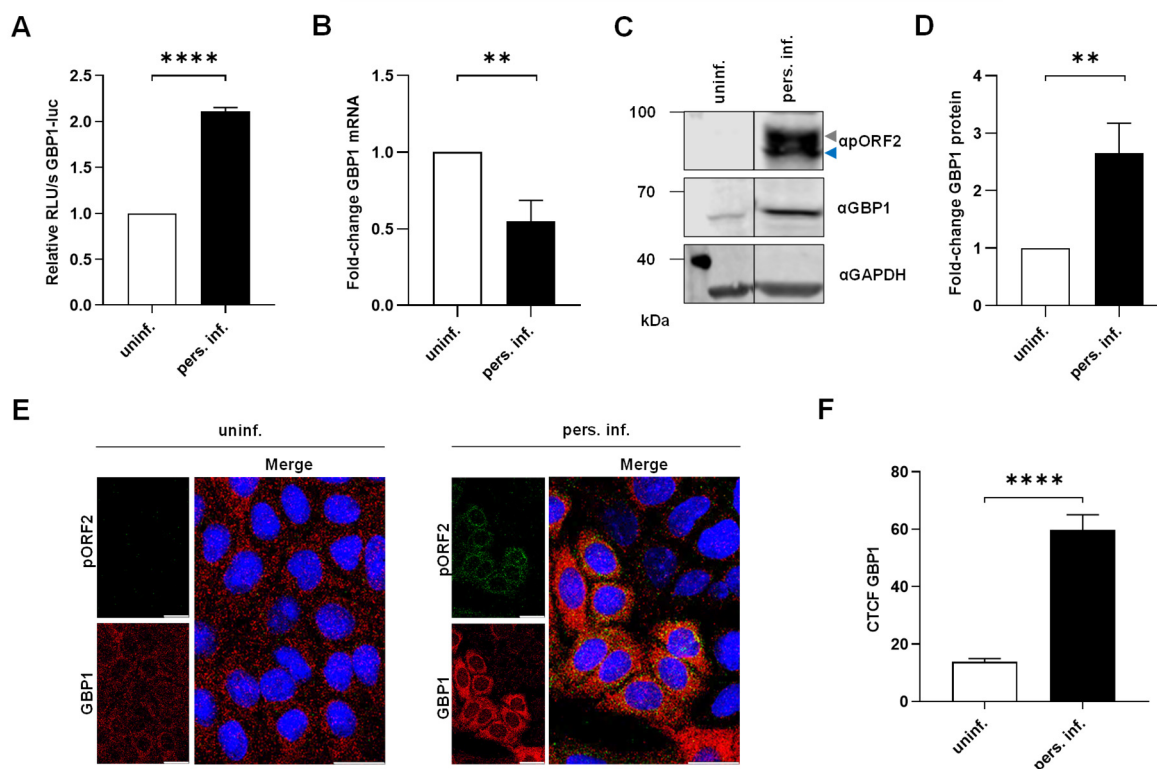 A
****
Relative RLU/s GBP1-luc
2.5
2.0
1.5
1.0
0.5
0.0
uninf.
pers. inf.
B
**
Fold-change GBP1 mRNA
1.5
1.0
0.5
0.0
uninf.
pers. inf.
C
uninf.
pers. inf.
100
αpORF2
70
αGBP1
40
αGAPDH
kDa
D
**
Fold-change GBP1 protein
4
3
2
1
0
uninf.
pers. inf.
E
uninf.
Merge
pORF2
GBP1
pers. inf.
Merge
pORF2
GBP1
F
****
CTCF GBP1
80
60
40
20
0
uninf.
pers. inf.